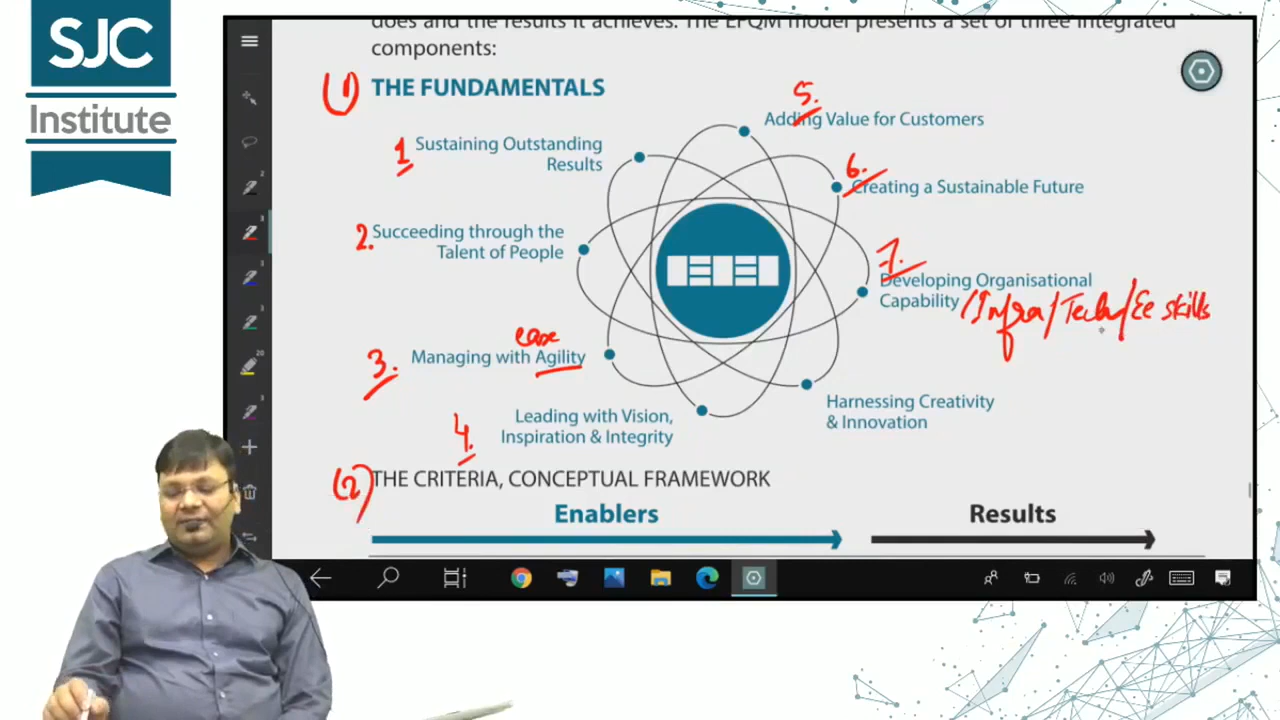 SJC
Institute
does and the results it achieves. The EFQM model presents a set of three integrated
components:
(1) THE FUNDAMENTALS
5.
Adding Value for Customers
1 Sustaining Outstanding
Results
6.
Creating a Sustainable Future
2. Succeeding through the
Talent of People
7.
Developing Organisational
Capability /Infra/Tech/Ee skills
ease
3. Managing with Agility
4. Leading with Vision,
Inspiration & Integrity
Harnessing Creativity
& Innovation
(2) THE CRITERIA, CONCEPTUAL FRAMEWORK
Enablers
Results